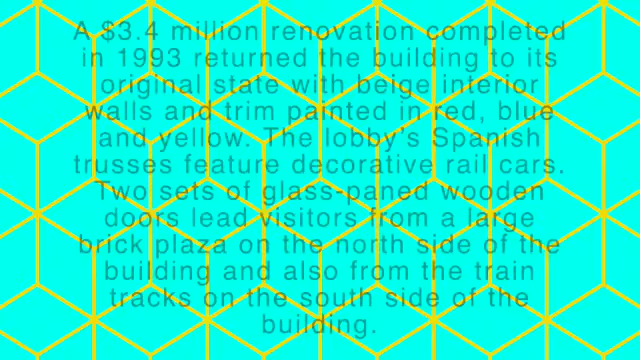 A $3.4 million renovation completed
in 1993 returned the building to its
original state with beige interior
walls and trim painted in red, blue
and yellow. The lobby's Spanish
trusses feature decorative rail cars.
Two sets of glass-paned wooden
doors lead visitors from a large
brick plaza on the north side of the
building and also from the train
tracks on the south side of the
building.